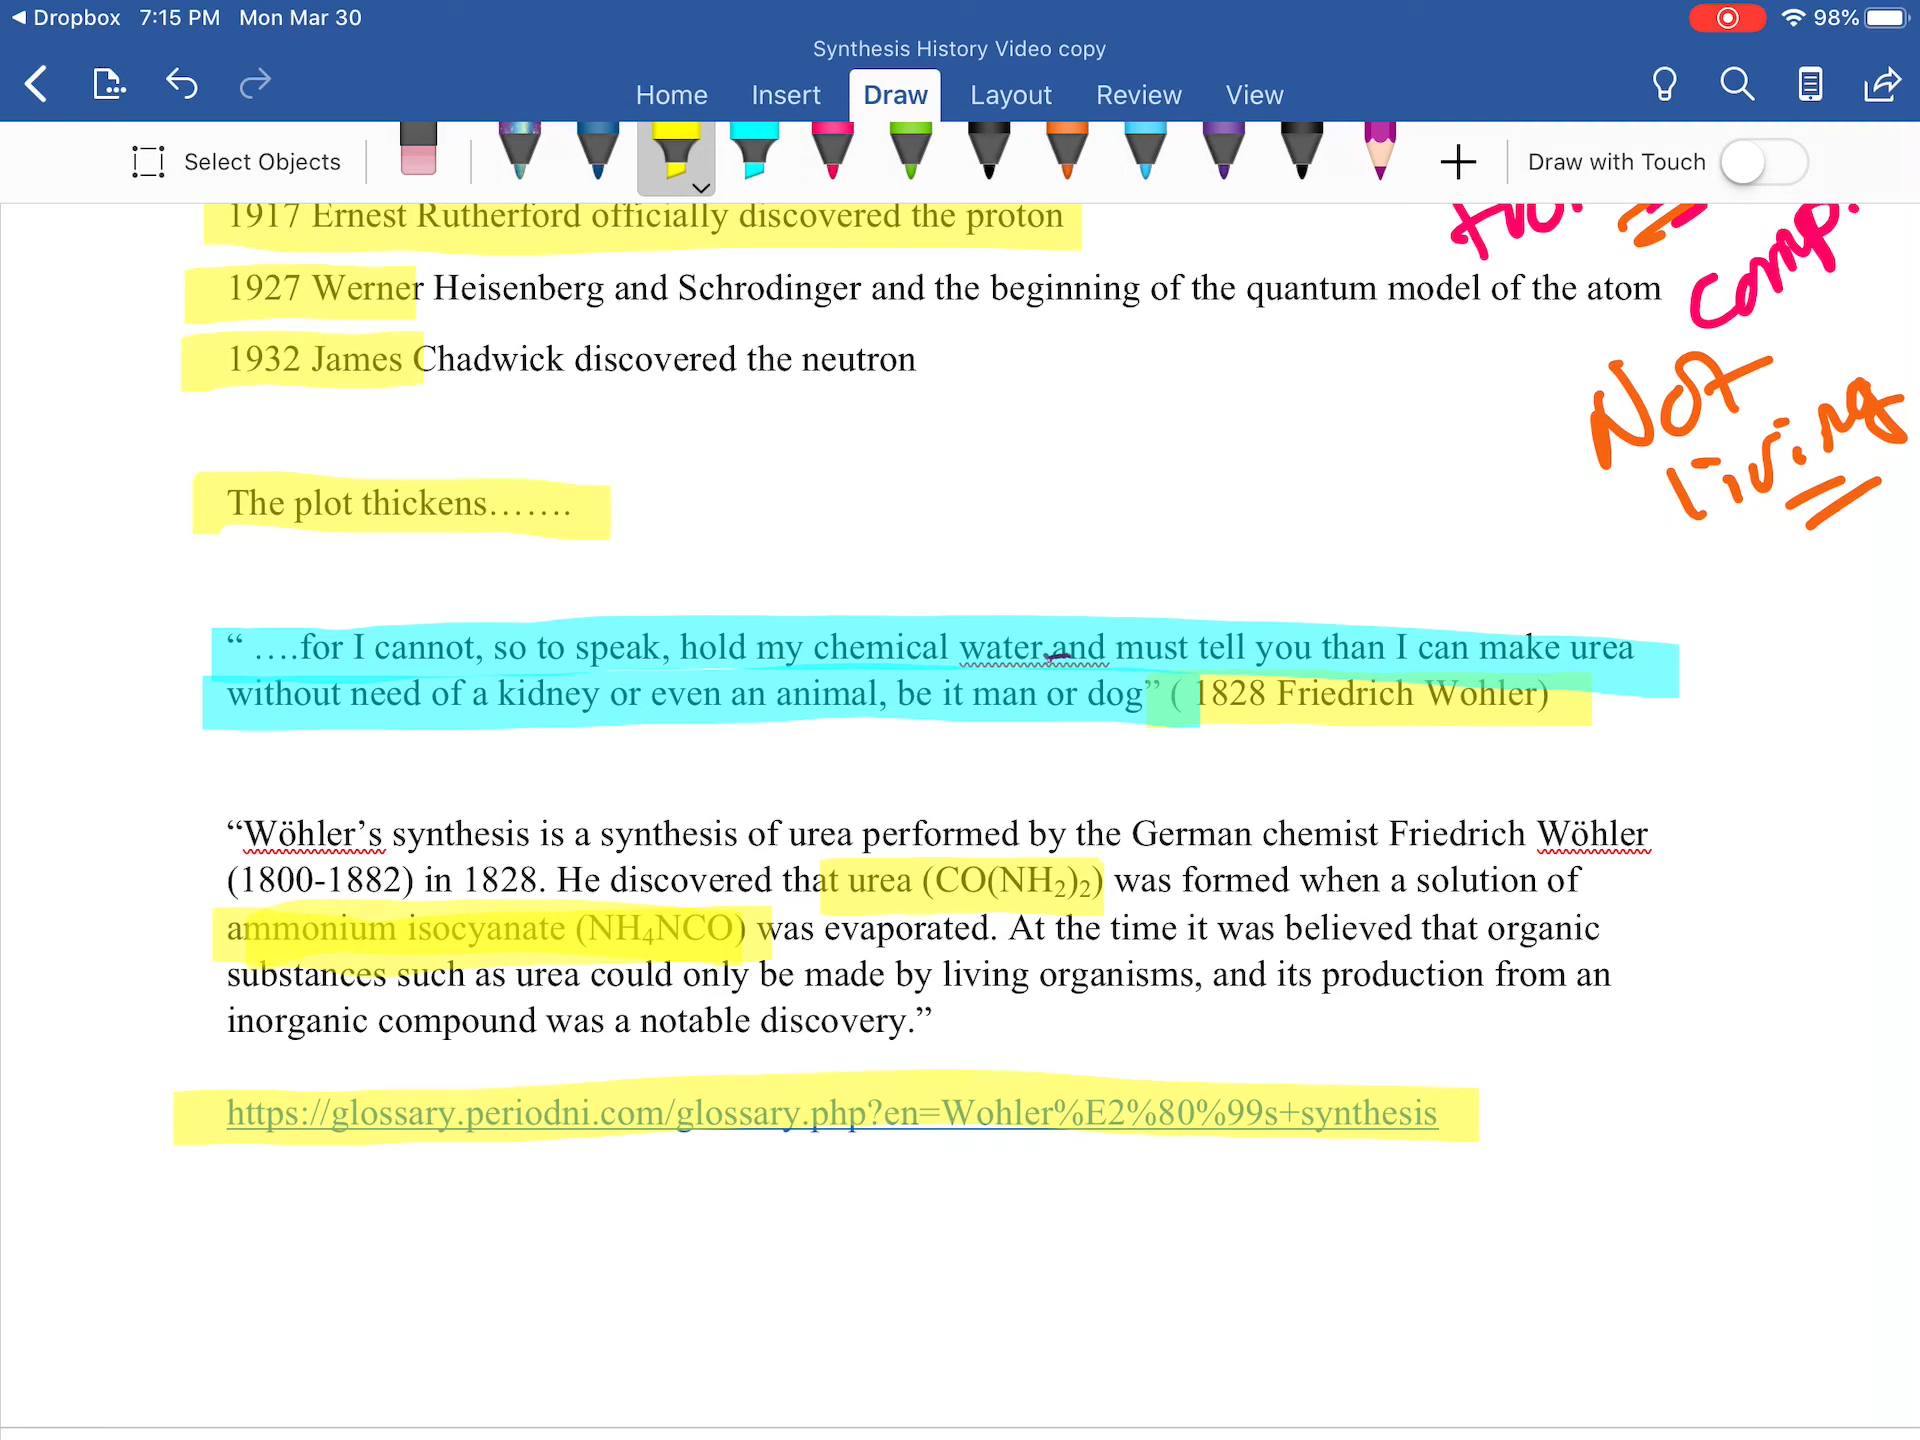 Dropbox 7:15 PM Mon Mar 30 98%
Synthesis History Video copy
Home Insert Draw Layout Review View
Select Objects Draw with Touch
1917 Ernest Rutherford officially discovered the proton
1927 Werner Heisenberg and Schrodinger and the beginning of the quantum model of the atom
comp.
1932 James Chadwick discovered the neutron
Not
living
The plot thickens…….
“ ….for I cannot, so to speak, hold my chemical water and must tell you than I can make urea
without need of a kidney or even an animal, be it man or dog” ( 1828 Friedrich Wohler)
“Wöhler’s synthesis is a synthesis of urea performed by the German chemist Friedrich Wöhler
(1800-1882) in 1828. He discovered that urea (CO(NH₂)₂) was formed when a solution of
ammonium isocyanate (NH₄NCO) was evaporated. At the time it was believed that organic
substances such as urea could only be made by living organisms, and its production from an
inorganic compound was a notable discovery.”
https://glossary.periodni.com/glossary.php?en=Wohler%E2%80%99s+synthesis